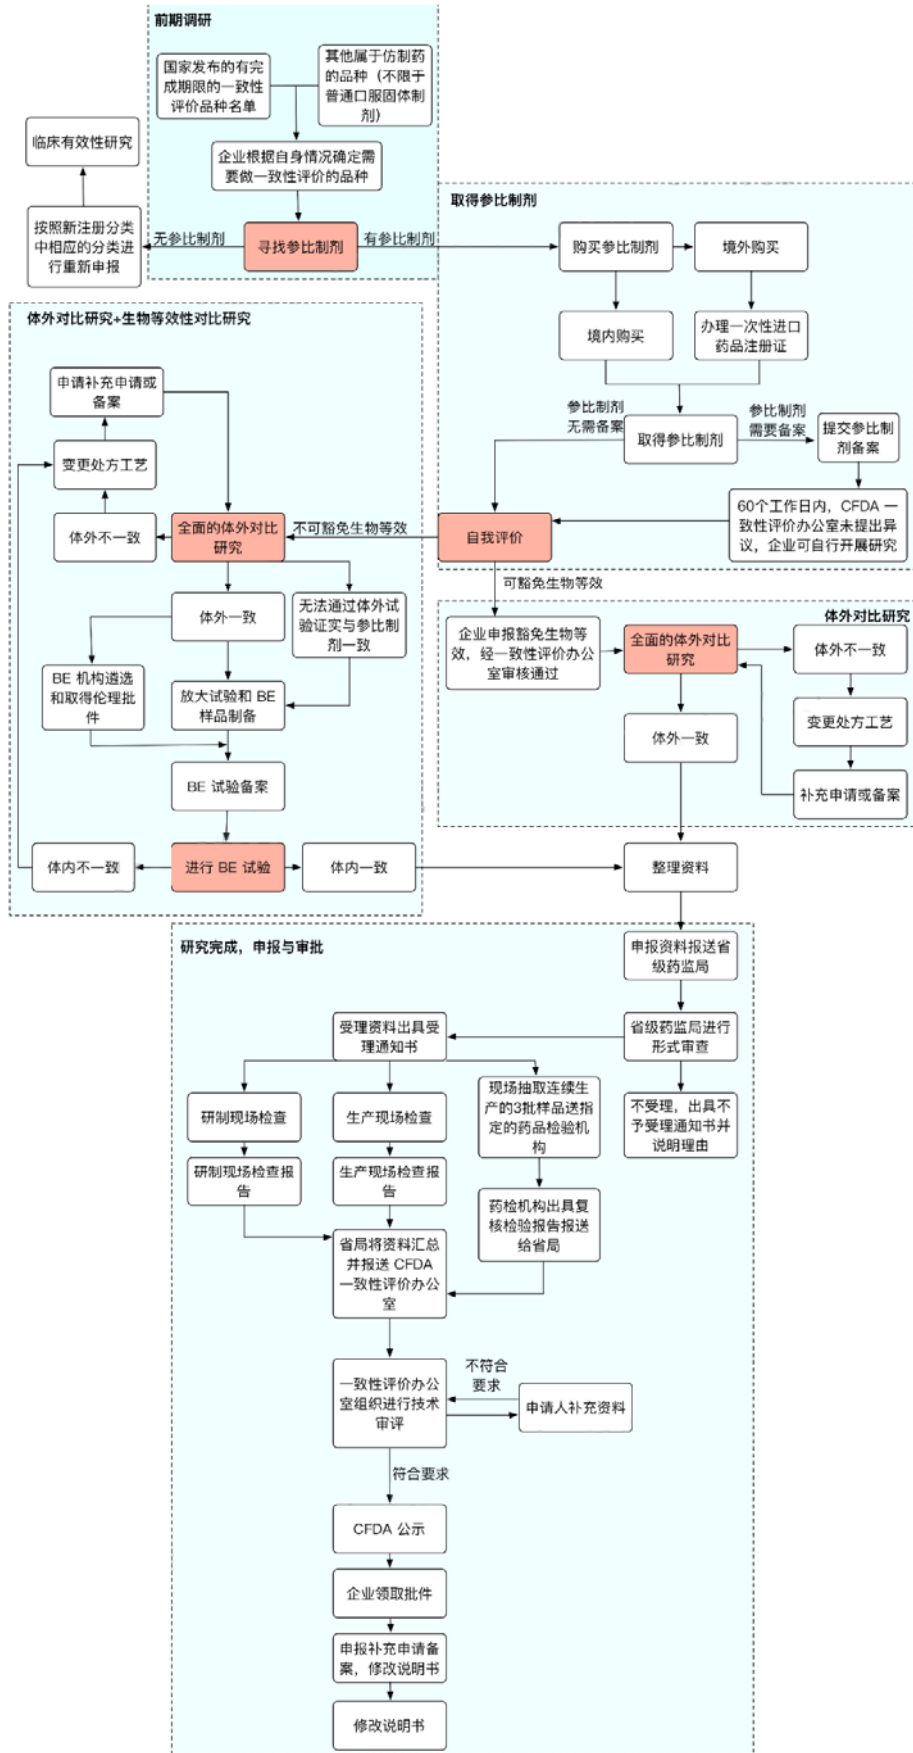 前期调研
国家发布的有完
成期限的一致性
评价品种名单
其他属于仿制药
的品种（不限于
普通口服固体制
剂）
企业根据自身情况确定需
要做一致性评价的品种
临床有效性研究
按照新注册分类
中相应的分类进
行重新申报
无参比制剂
寻找参比制剂
有参比制剂
取得参比制剂
购买参比制剂
境外购买
境内购买
办理一次性进口
药品注册证
参比制剂
无需备案
取得参比制剂
参比制剂
需要备案
提交参比制
剂备案
60个工作日内，CFDA 一
致性评价办公室未提出异
议，企业可自行开展研究
自我评价
不可豁免生物等效
可豁免生物等效
体外对比研究+生物等效性对比研究
申请补充申请或
备案
变更处方工艺
体外不一致
全面的体外对比
研究
体外一致
无法通过体外试
验证实与参比制
剂一致
BE 机构遴选
和取得伦理批
件
放大试验和 BE
样品制备
BE 试验备案
体内不一致
进行 BE 试验
体内一致
体外对比研究
企业申报豁免生物等
效，经一致性评价办公
室审核通过
全面的体外对比
研究
体外不一致
变更处方工艺
补充申请或备案
体外一致
整理资料
研究完成，申报与审批
申报资料报送省
级药监局
省级药监局进行
形式审查
受理资料出具受
理通知书
不受理，出具不
予受理通知书并
说明理由
研制现场检查
生产现场检查
现场抽取连续生
产的3批样品送指
定的药品检验机
构
研制现场检查报
告
生产现场检查报
告
药检机构出具复
核检验报告报送
给省局
省局将资料汇总
并报送 CFDA
一致性评价办公
室
一致性评价办公
室组织进行技术
审评
不符合
要求
申请人补充资料
符合要求
CFDA 公示
企业领取批件
申报补充申请备
案，修改说明书
修改说明书